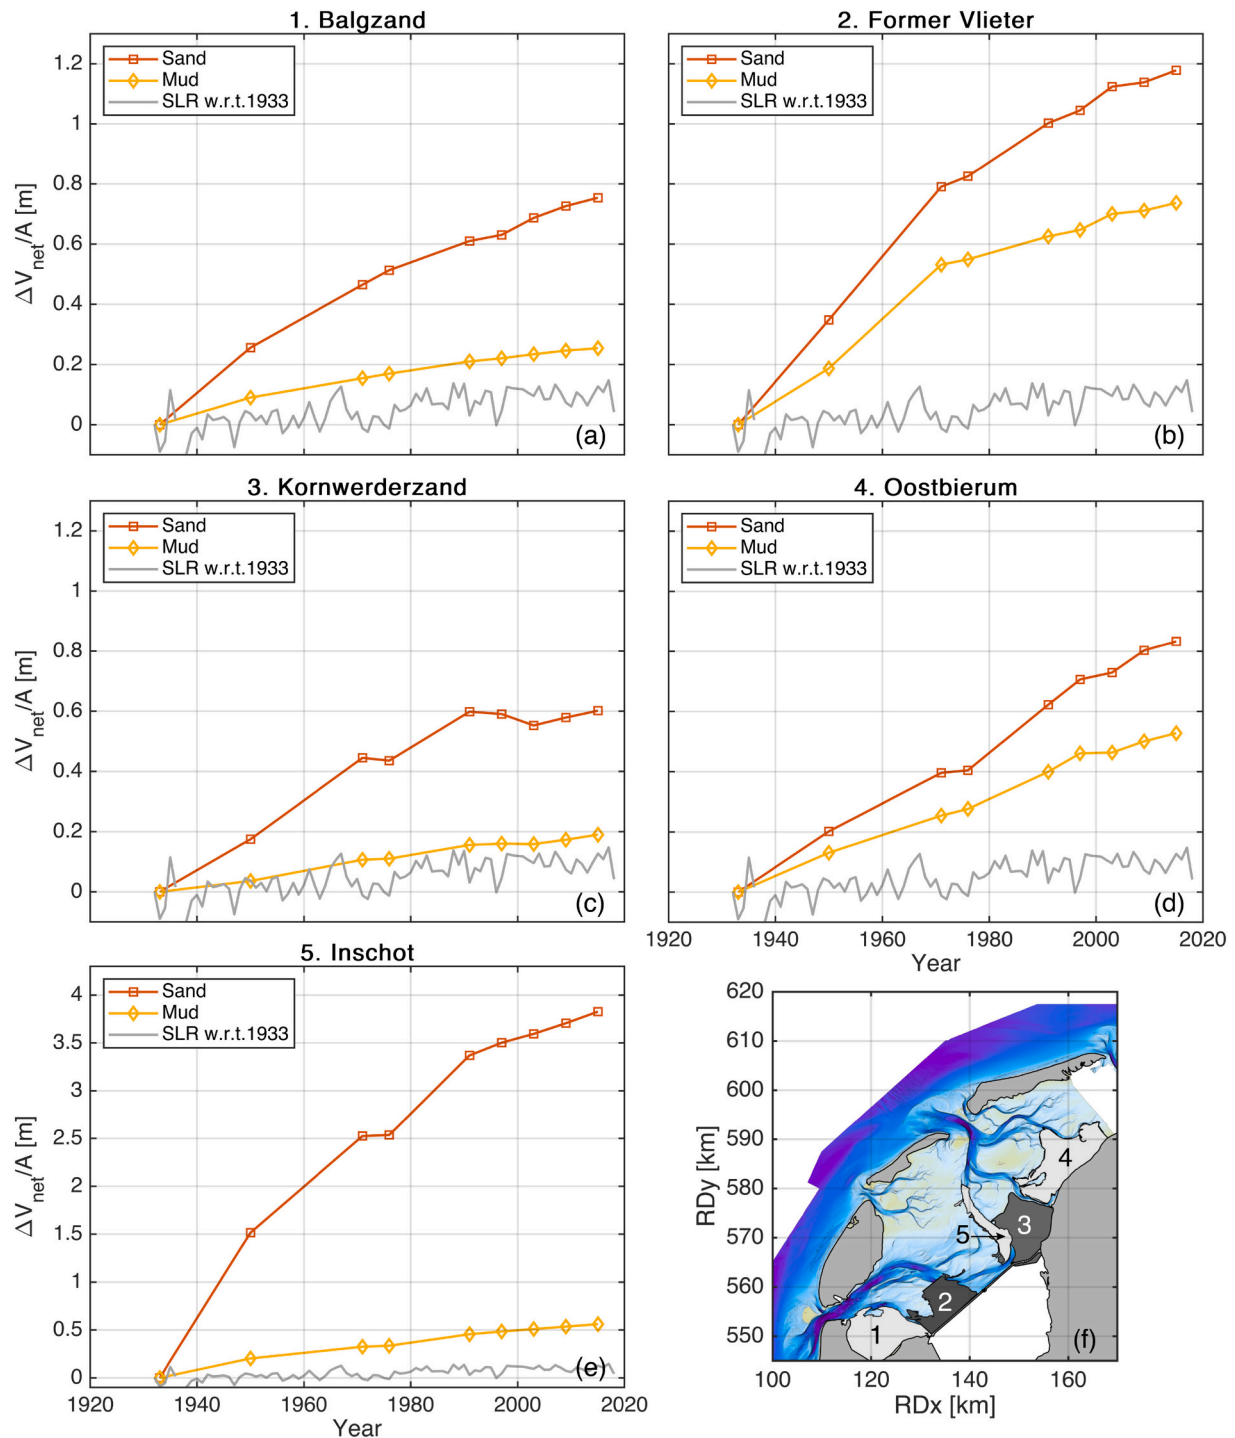 1. Balgzand
Sand
Mud
SLR w.r.t.1933
1.2
1
0.8
0.6
0.4
0.2
0
ΔVnet/A [m]
(a)
2. Former Vlieter
Sand
Mud
SLR w.r.t.1933
(b)
3. Kornwerderzand
Sand
Mud
SLR w.r.t.1933
1.2
1
0.8
0.6
0.4
0.2
0
ΔVnet/A [m]
(c)
4. Oostbierum
Sand
Mud
SLR w.r.t.1933
(d)
1920 1940 1960 1980 2000 2020
Year
5. Inschot
Sand
Mud
SLR w.r.t.1933
4
3.5
3
2.5
2
1.5
1
0.5
0
ΔVnet/A [m]
(e)
1920 1940 1960 1980 2000 2020
Year
620
610
600
590
580
570
560
550
RDy [km]
4
3
5
2
1
(f)
100 120 140 160
RDx [km]